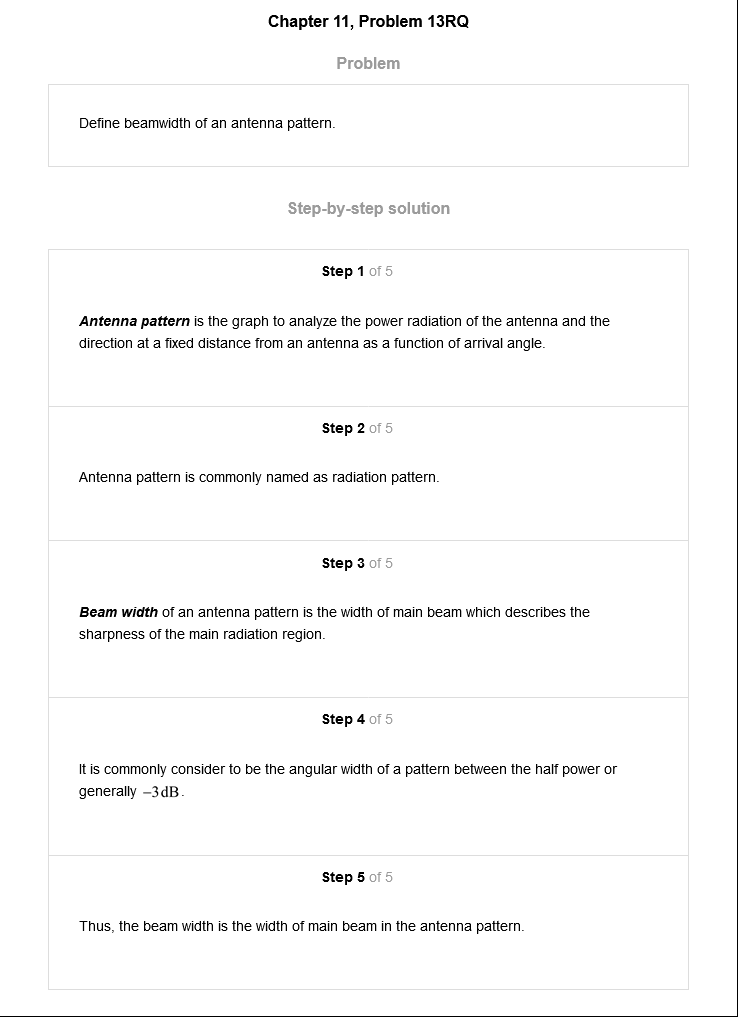 Chapter 11, Problem 13RQ
Problem
Define beamwidth of an antenna pattern.
Step-by-step solution
Step 1 of 5
Antenna pattern is the graph to analyze the power radiation of the antenna and the
direction at a fixed distance from an antenna as a function of arrival angle.
Step 2 of 5
Antenna pattern is commonly named as radiation pattern.
Step 3 of 5
Beam width of an antenna pattern is the width of main beam which describes the
sharpness of the main radiation region.
Step 4 of 5
It is commonly consider to be the angular width of a pattern between the half power or
generally −3dB.
Step 5 of 5
Thus, the beam width is the width of main beam in the antenna pattern.